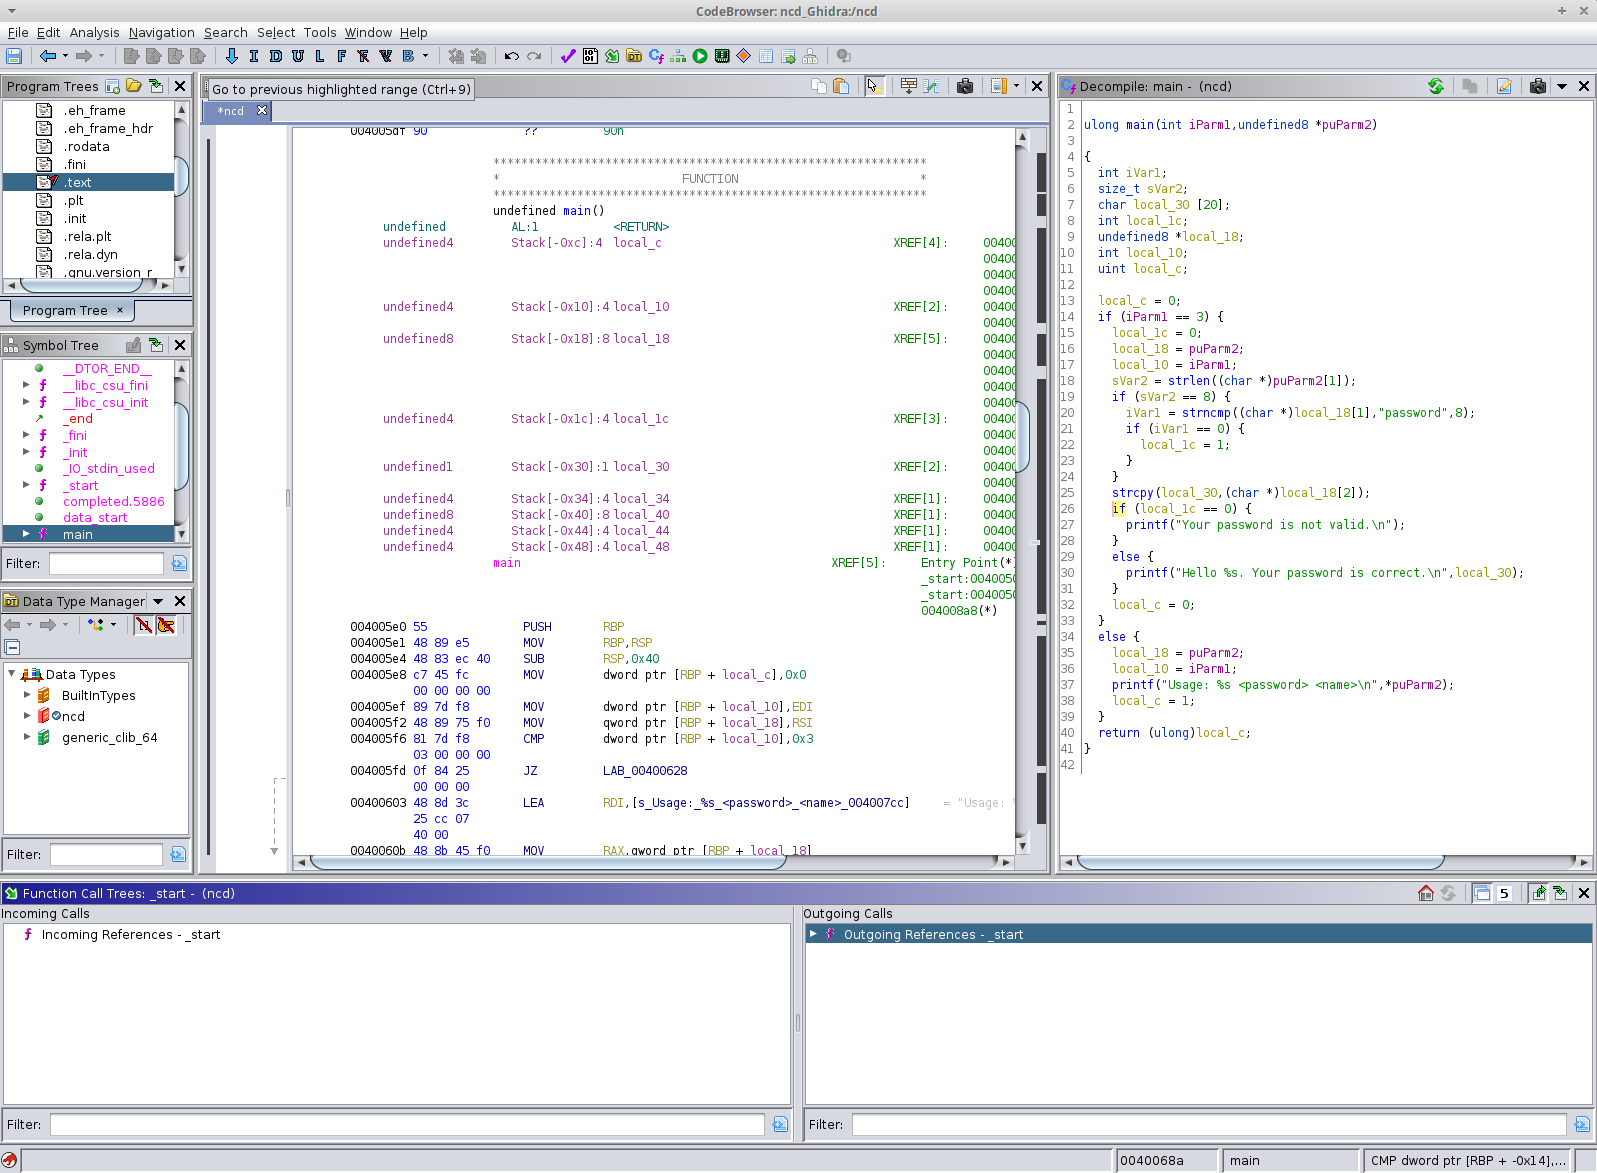 CodeBrowser: ncd_Ghidra:/ncd
File Edit Analysis Navigation Search Select Tools Window Help
I D U L F R V B
Program Trees
.eh_frame
.eh_frame_hdr
.rodata
.fini
.text
.plt
.init
.rela.plt
.rela.dyn
.gnu.version_r
Program Tree ×
Symbol Tree
__DTOR_END__
__libc_csu_fini
__libc_csu_init
_end
_fini
_init
_IO_stdin_used
_start
completed.5886
data_start
main
Filter:
Data Type Manager
Data Types
BuiltInTypes
ncd
generic_clib_64
Filter:
Go to previous highlighted range (Ctrl+9)
*ncd
004005df 90 ?? 90h
**************************************************************
* FUNCTION *
**************************************************************
undefined main()
undefined AL:1 <RETURN>
undefined4 Stack[-0xc]:4 local_c XREF[4]: 00400
00400
00400
00400
undefined4 Stack[-0x10]:4 local_10 XREF[2]: 00400
00400
undefined8 Stack[-0x18]:8 local_18 XREF[5]: 00400
00400
00400
00400
00400
undefined4 Stack[-0x1c]:4 local_1c XREF[3]: 00400
00400
00400
undefined1 Stack[-0x30]:1 local_30 XREF[2]: 00400
00400
undefined4 Stack[-0x34]:4 local_34 XREF[1]: 00400
undefined8 Stack[-0x40]:8 local_40 XREF[1]: 00400
undefined4 Stack[-0x44]:4 local_44 XREF[1]: 00400
undefined4 Stack[-0x48]:4 local_48 XREF[1]: 00400
main XREF[5]: Entry Point(*
_start:004005
_start:004005
004008a8(*)
004005e0 55 PUSH RBP
004005e1 48 89 e5 MOV RBP,RSP
004005e4 48 83 ec 40 SUB RSP,0x40
004005e8 c7 45 fc MOV dword ptr [RBP + local_c],0x0
00 00 00 00
004005ef 89 7d f8 MOV dword ptr [RBP + local_10],EDI
004005f2 48 89 75 f0 MOV qword ptr [RBP + local_18],RSI
004005f6 81 7d f8 CMP dword ptr [RBP + local_10],0x3
03 00 00 00
004005fd 0f 84 25 JZ LAB_00400628
00 00 00
00400603 48 8d 3c LEA RDI,[s_Usage:_%s_<password>_<name>_004007cc] = "Usage:
25 cc 07
40 00
0040060b 48 8b 45 f0 MOV RAX,qword ptr [RBP + local_18]
Decompile: main - (ncd)
1
2 ulong main(int iParm1,undefined8 *puParm2)
3
4 {
5 int iVar1;
6 size_t sVar2;
7 char local_30 [20];
8 int local_1c;
9 undefined8 *local_18;
10 int local_10;
11 uint local_c;
12
13 local_c = 0;
14 if (iParm1 == 3) {
15 local_1c = 0;
16 local_18 = puParm2;
17 local_10 = iParm1;
18 sVar2 = strlen((char *)puParm2[1]);
19 if (sVar2 == 8) {
20 iVar1 = strncmp((char *)local_18[1],"password",8);
21 if (iVar1 == 0) {
22 local_1c = 1;
23 }
24 }
25 strcpy(local_30,(char *)local_18[2]);
26 if (local_1c == 0) {
27 printf("Your password is not valid.\n");
28 }
29 else {
30 printf("Hello %s. Your password is correct.\n",local_30);
31 }
32 local_c = 0;
33 }
34 else {
35 local_18 = puParm2;
36 local_10 = iParm1;
37 printf("Usage: %s <password> <name>\n",*puParm2);
38 local_c = 1;
39 }
40 return (ulong)local_c;
41 }
42
Function Call Trees: _start - (ncd)
5
Incoming Calls
Incoming References - _start
Filter:
Outgoing Calls
Outgoing References - _start
Filter:
0040068a main CMP dword ptr [RBP + -0x14],...